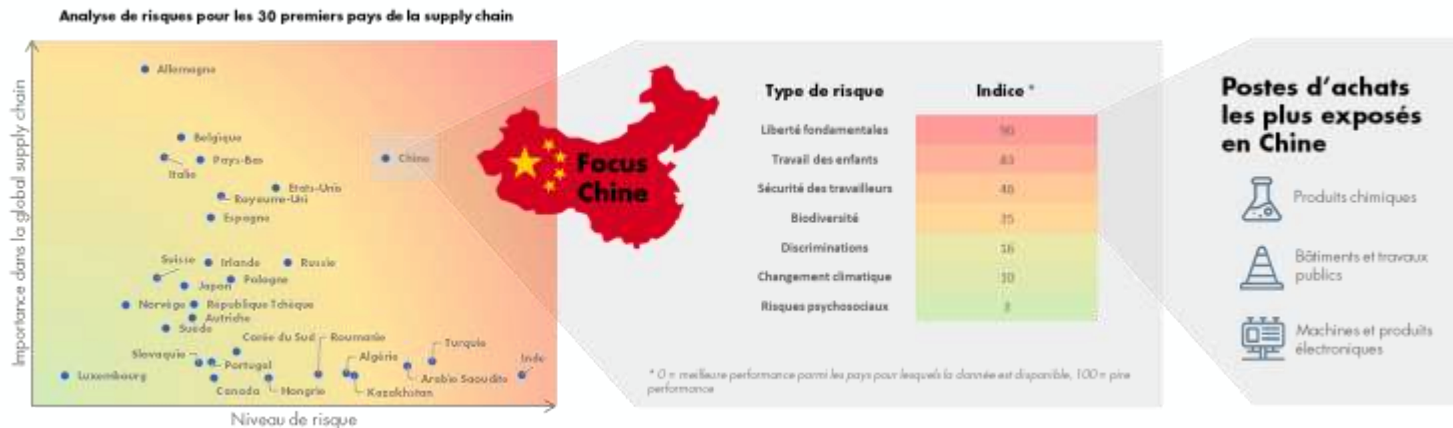 Analyse de risques pour les 30 premiers pays de la supply chain
Importance dans la global supply chain
Allemagne
Belgique
Pays-Bas
Italie
Chine
Etats-Unis
Royaume-Uni
Espagne
Suisse
Irlande
Russie
Pologne
Japon
Norvège
République Tchèque
Autriche
Suède
Corée du Sud
Roumanie
Slovaquie
Portugal
Algérie
Turquie
Inde
Luxembourg
Canada
Hongrie
Kazakhstan
Arabie Saoudite
Niveau de risque
Focus
Chine
Type de risque
Indice *
Liberté fondamentales
90
Travail des enfants
Sécurité des travailleurs
Biodiversité
Discriminations
16
Changement climatique
10
Risques psychosociaux
* 0 = meilleure performance parmi les pays pour lesquels la donnée est disponible, 100 = pire
performance
Postes d'achats
les plus exposés
en Chine
Produits chimiques
Bâtiments et travaux
publics
Machines et produits
électroniques